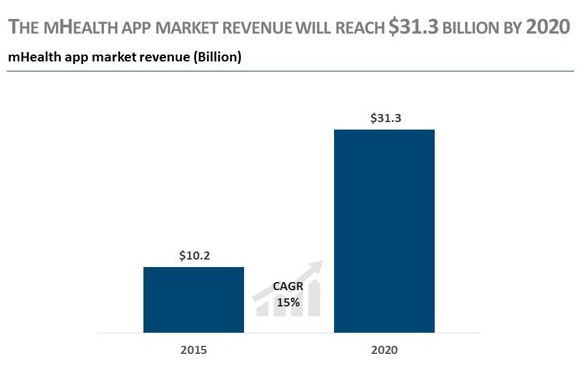 THE MHEALTH APP MARKET REVENUE WILL REACH $31.3 BILLION BY 2020
mHealth app market revenue (Billion)
$31.3
$10.2
CAGR
15%
2015
2020